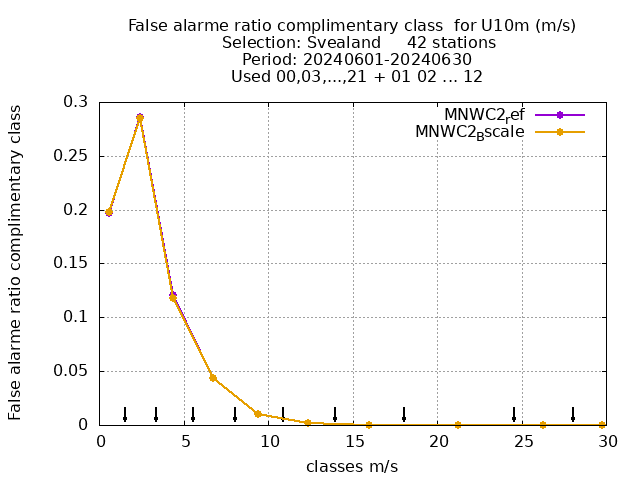 False alarme ratio complimentary class  for U10m (m/s)
Selection: Svealand     42 stations
Period: 20240601-20240630
Used 00,03,...,21 + 01 02 ... 12
MNWC2ref
MNWC2Bscale
False alarme ratio complimentary class
0.3
0.25
0.2
0.15
0.1
0.05
0
0 5 10 15 20 25 30
classes m/s